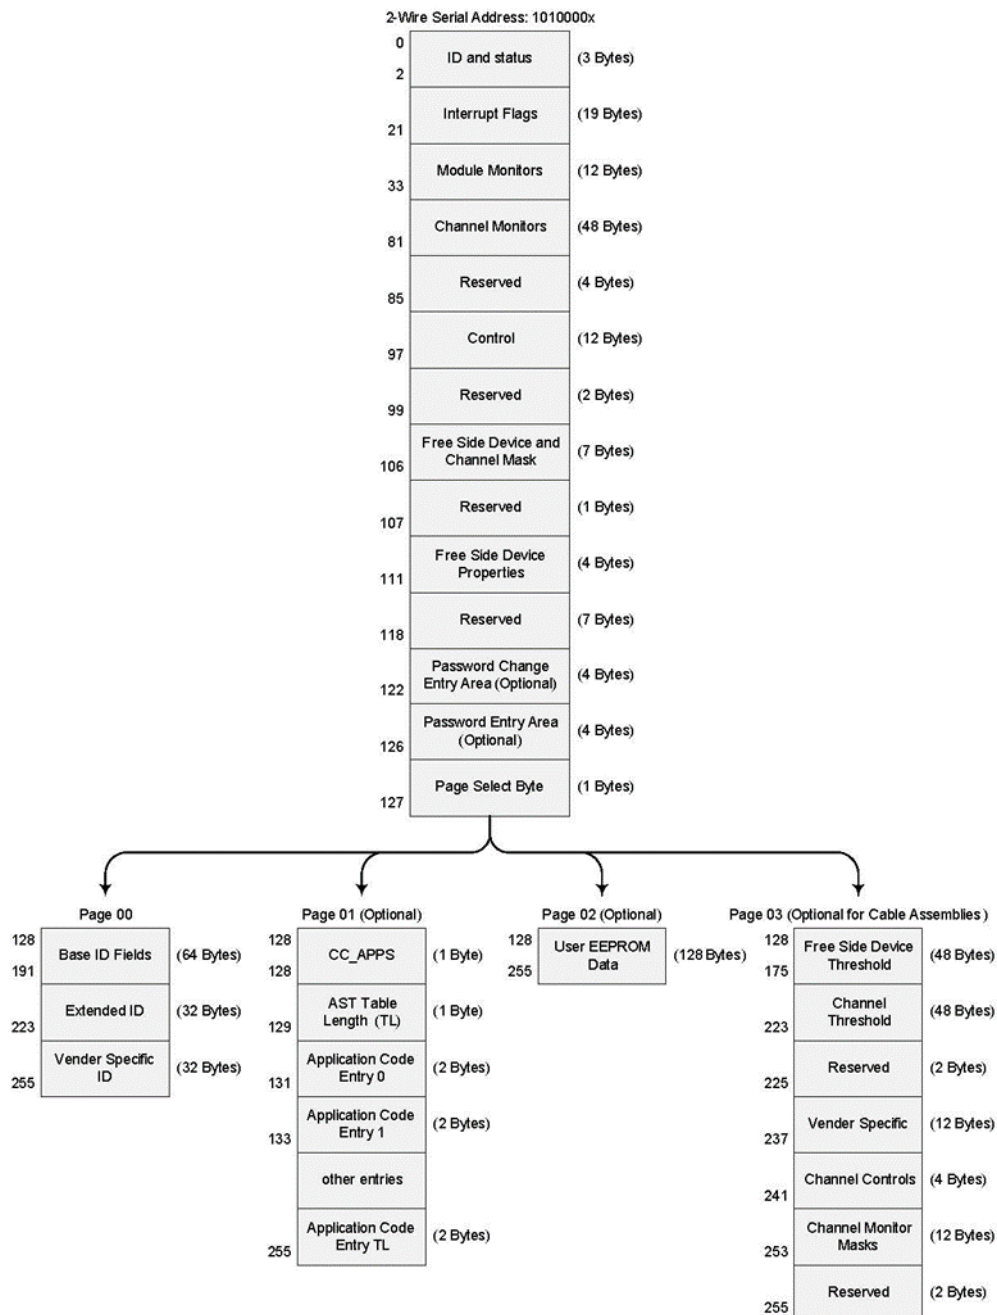 2-Wire Serial Address: 1010000x
0
ID and status (3 Bytes)
2
Interrupt Flags (19 Bytes)
21
Module Monitors (12 Bytes)
33
Channel Monitors (48 Bytes)
81
Reserved (4 Bytes)
85
Control (12 Bytes)
97
Reserved (2 Bytes)
99
Free Side Device and
Channel Mask (7 Bytes)
106
Reserved (1 Bytes)
107
Free Side Device
Properties (4 Bytes)
111
Reserved (7 Bytes)
118
Password Change
Entry Area (Optional) (4 Bytes)
122
Password Entry Area
(Optional) (4 Bytes)
126
Page Select Byte (1 Bytes)
127
Page 00
128
Base ID Fields (64 Bytes)
191
Extended ID (32 Bytes)
223
Vender Specific
ID (32 Bytes)
255
Page 01 (Optional)
128
CC_APPS (1 Byte)
128
AST Table
Length (TL) (1 Byte)
129
Application Code
Entry 0 (2 Bytes)
131
Application Code
Entry 1 (2 Bytes)
133
other entries
Application Code
Entry TL (2 Bytes)
255
Page 02 (Optional)
128
User EEPROM
Data (128 Bytes)
255
Page 03 (Optional for Cable Assemblies)
128
Free Side Device
Threshold (48 Bytes)
175
Channel
Threshold (48 Bytes)
223
Reserved (2 Bytes)
225
Vender Specific (12 Bytes)
237
Channel Controls (4 Bytes)
241
Channel Monitor
Masks (12 Bytes)
253
Reserved (2 Bytes)
255